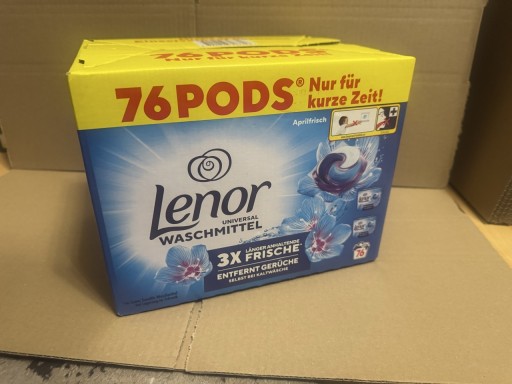 76 PODS
76PODS® Nur für
kurze Zeit!
Aprilfrisch
Lenor
UNIVERSAL
WASCHMITTEL
3X LÄNGER ANHALTENDE
FRISCHE
ENTFERNT GERÜCHE
SELBST BEI KALTWÄSCHE
76